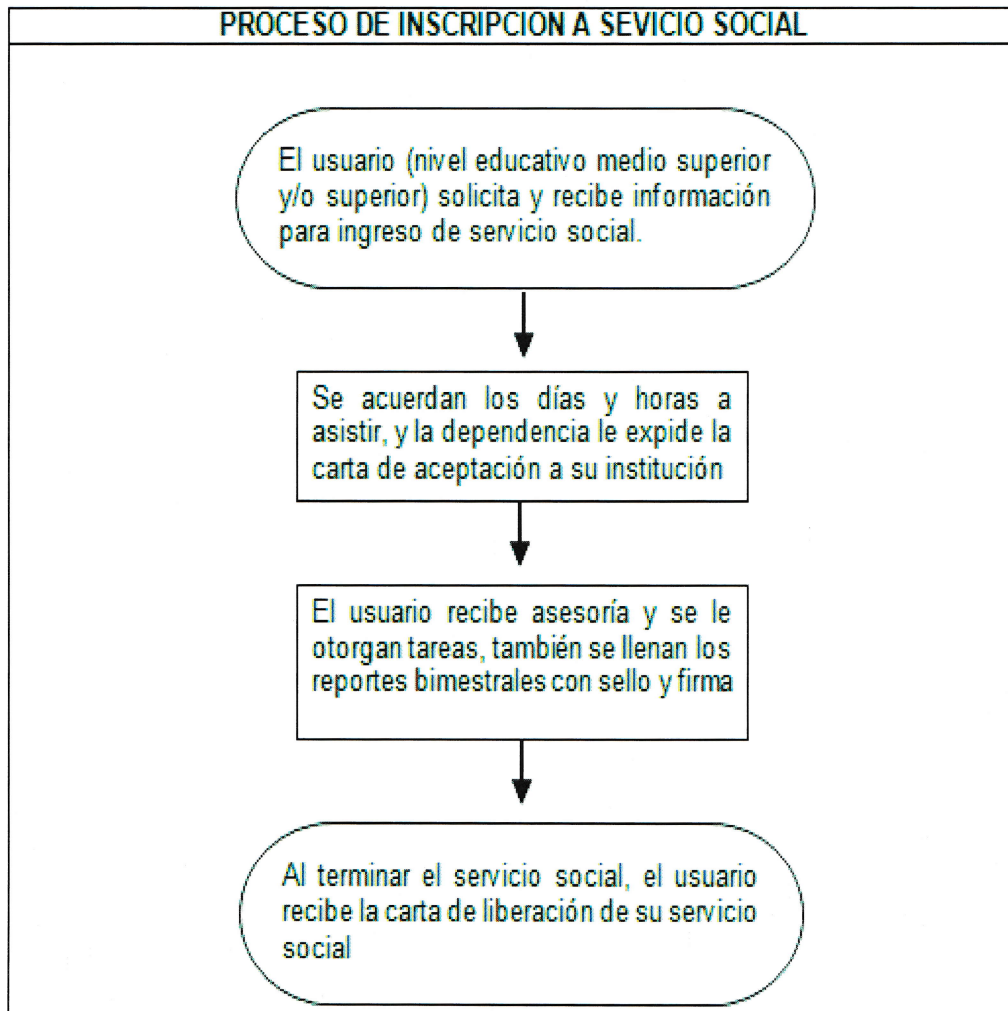 PROCESO DE INSCRIPCION A SEVICIO SOCIAL
El usuario (nivel educativo medio superior
y/o superior) solicita y recibe información
para ingreso de servicio social.
Se acuerdan los días y horas a
asistir, y la dependencia le expide la
carta de aceptación a su institución
El usuario recibe asesoría y se le
otorgan tareas, también se llenan los
reportes bimestrales con sello y firma
Al terminar el servicio social, el usuario
recibe la carta de liberación de su servicio
social